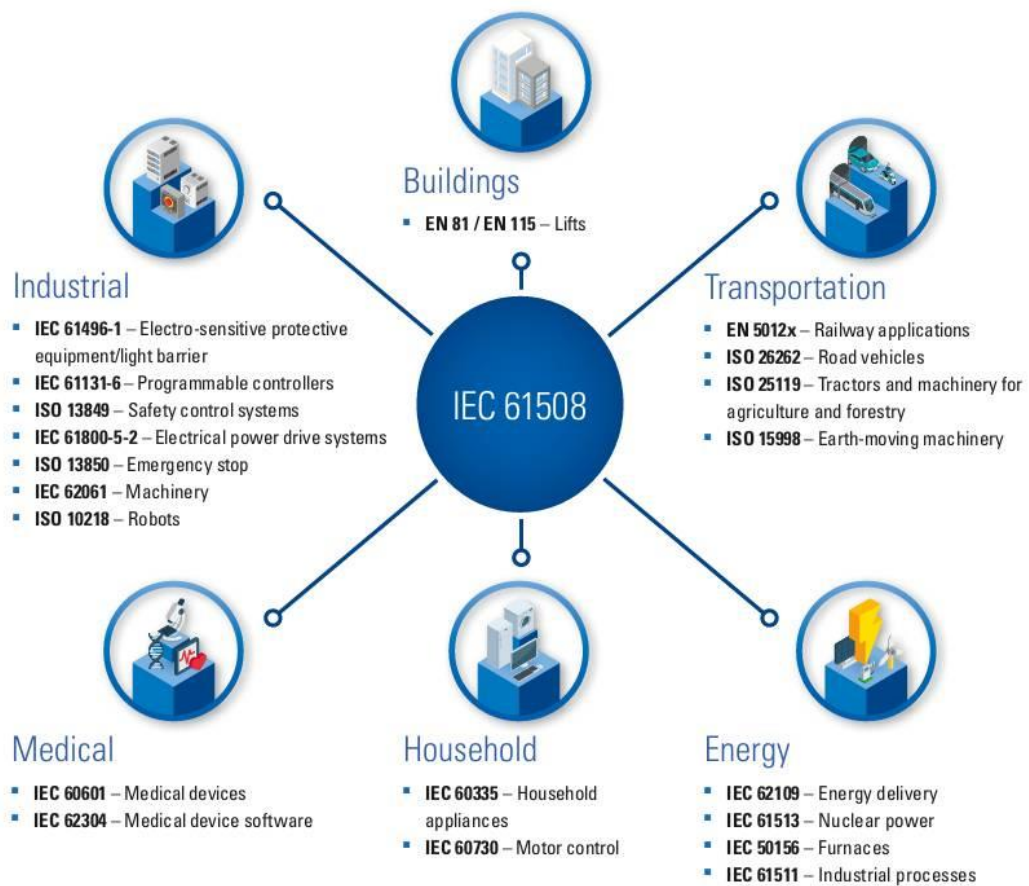 Buildings
▪ EN 81 / EN 115 – Lifts
Industrial
▪ IEC 61496-1 – Electro-sensitive protective
equipment/light barrier
▪ IEC 61131-6 – Programmable controllers
▪ ISO 13849 – Safety control systems
▪ IEC 61800-5-2 – Electrical power drive systems
▪ ISO 13850 – Emergency stop
▪ IEC 62061 – Machinery
▪ ISO 10218 – Robots
IEC 61508
Transportation
▪ EN 5012x – Railway applications
▪ ISO 26262 – Road vehicles
▪ ISO 25119 – Tractors and machinery for
agriculture and forestry
▪ ISO 15998 – Earth-moving machinery
Medical
▪ IEC 60601 – Medical devices
▪ IEC 62304 – Medical device software
Household
▪ IEC 60335 – Household
appliances
▪ IEC 60730 – Motor control
Energy
▪ IEC 62109 – Energy delivery
▪ IEC 61513 – Nuclear power
▪ IEC 50156 – Furnaces
▪ IEC 61511 – Industrial processes